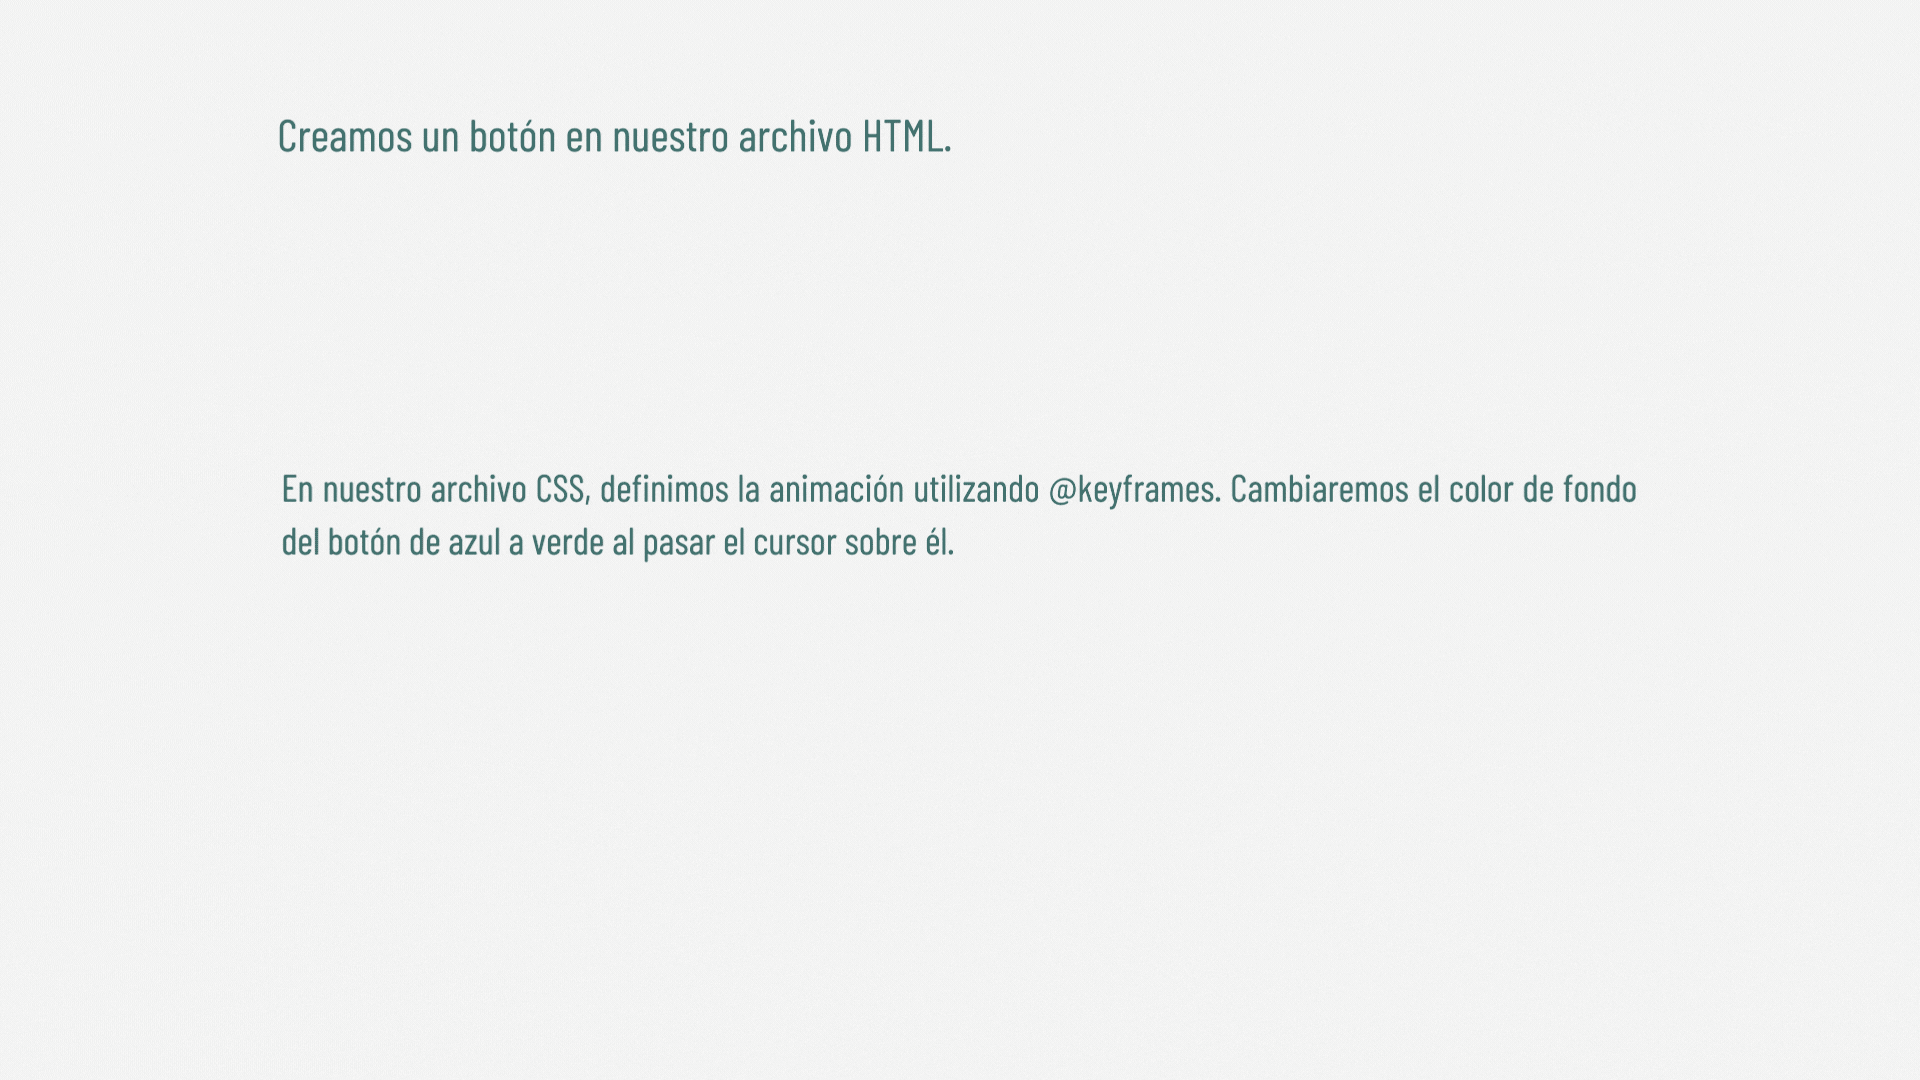 Creamos un botón en nuestro archivo HTML.
En nuestro archivo CSS, definimos la animación utilizando @keyframes. Cambiaremos el color de fondo
del botón de azul a verde al pasar el cursor sobre él.